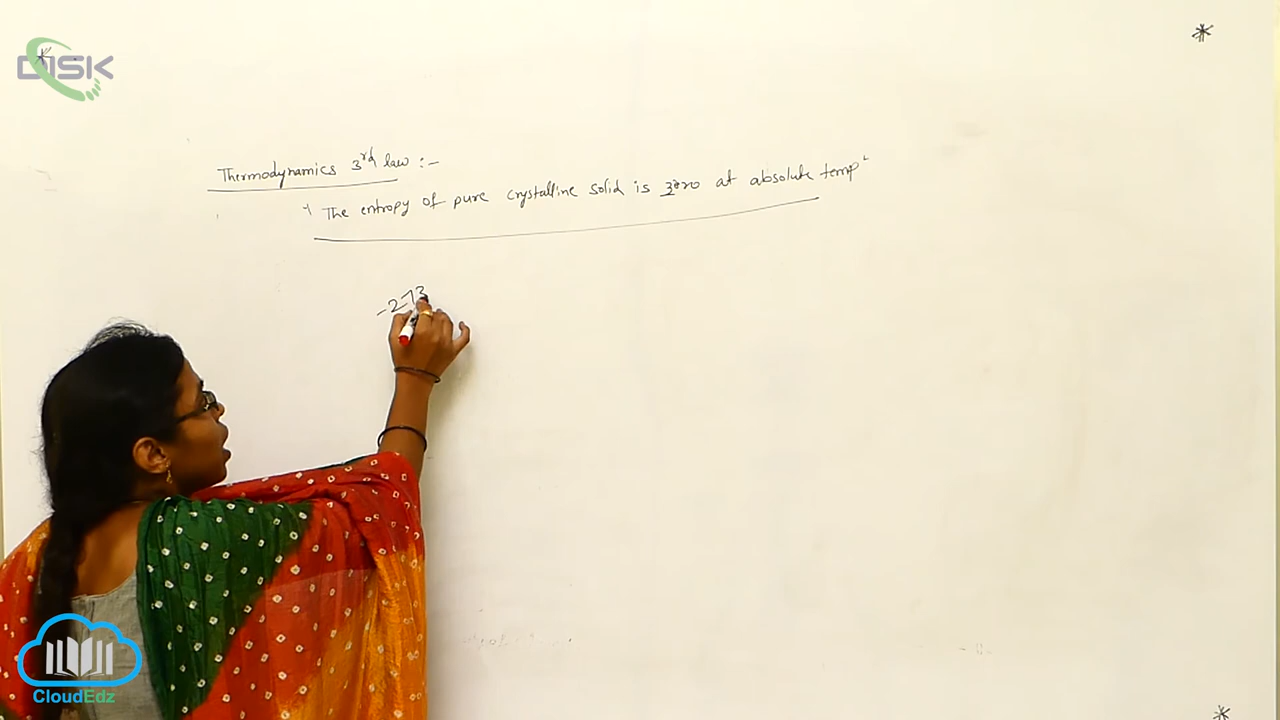 DISK
Thermodynamics 3rd law :-
The entropy of pure crystalline solid is zero at absolute temp
-273
CloudEdz